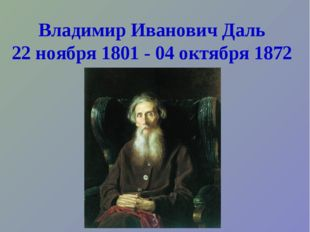 Владимир Иванович Даль
22 ноября 1801 - 04 октября 1872